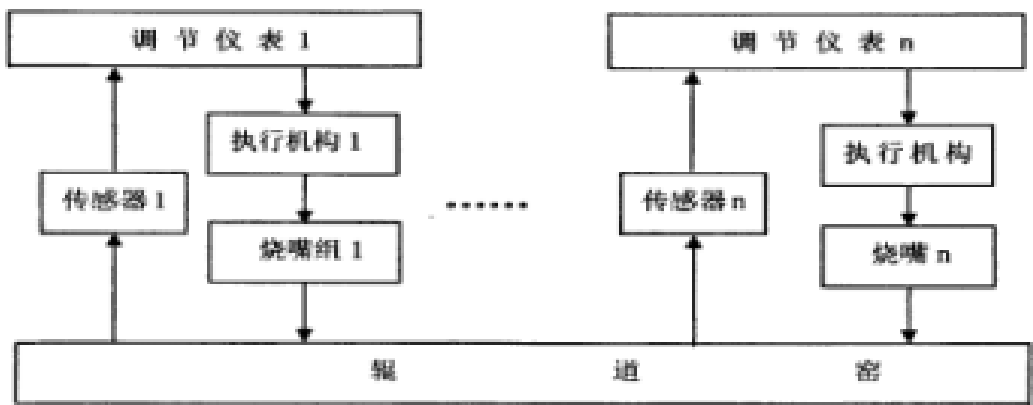 调节仪表1
调节仪表n
执行机构1
执行机构
传感器1
······
传感器n
烧嘴组1
烧嘴n
辊道窑